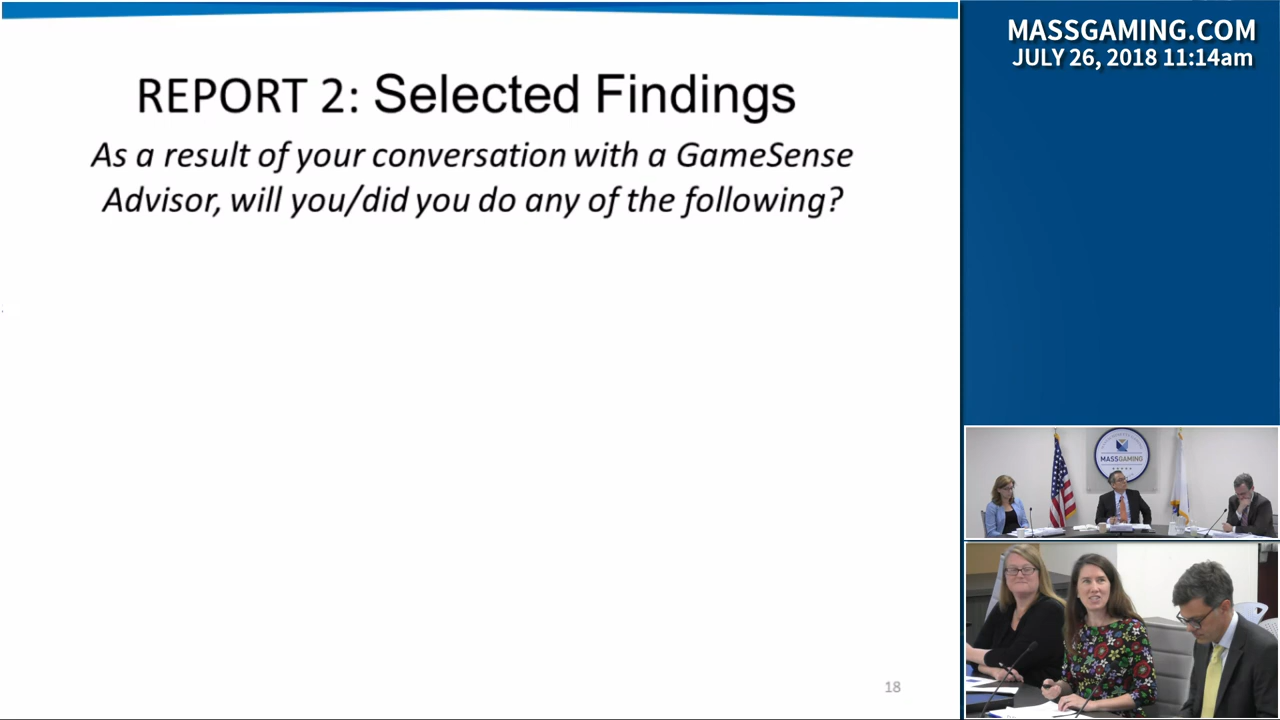 REPORT 2: Selected Findings
As a result of your conversation with a GameSense
Advisor, will you/did you do any of the following?
18
MASSGAMING.COM
JULY 26, 2018 11:14am
MASSGAMING